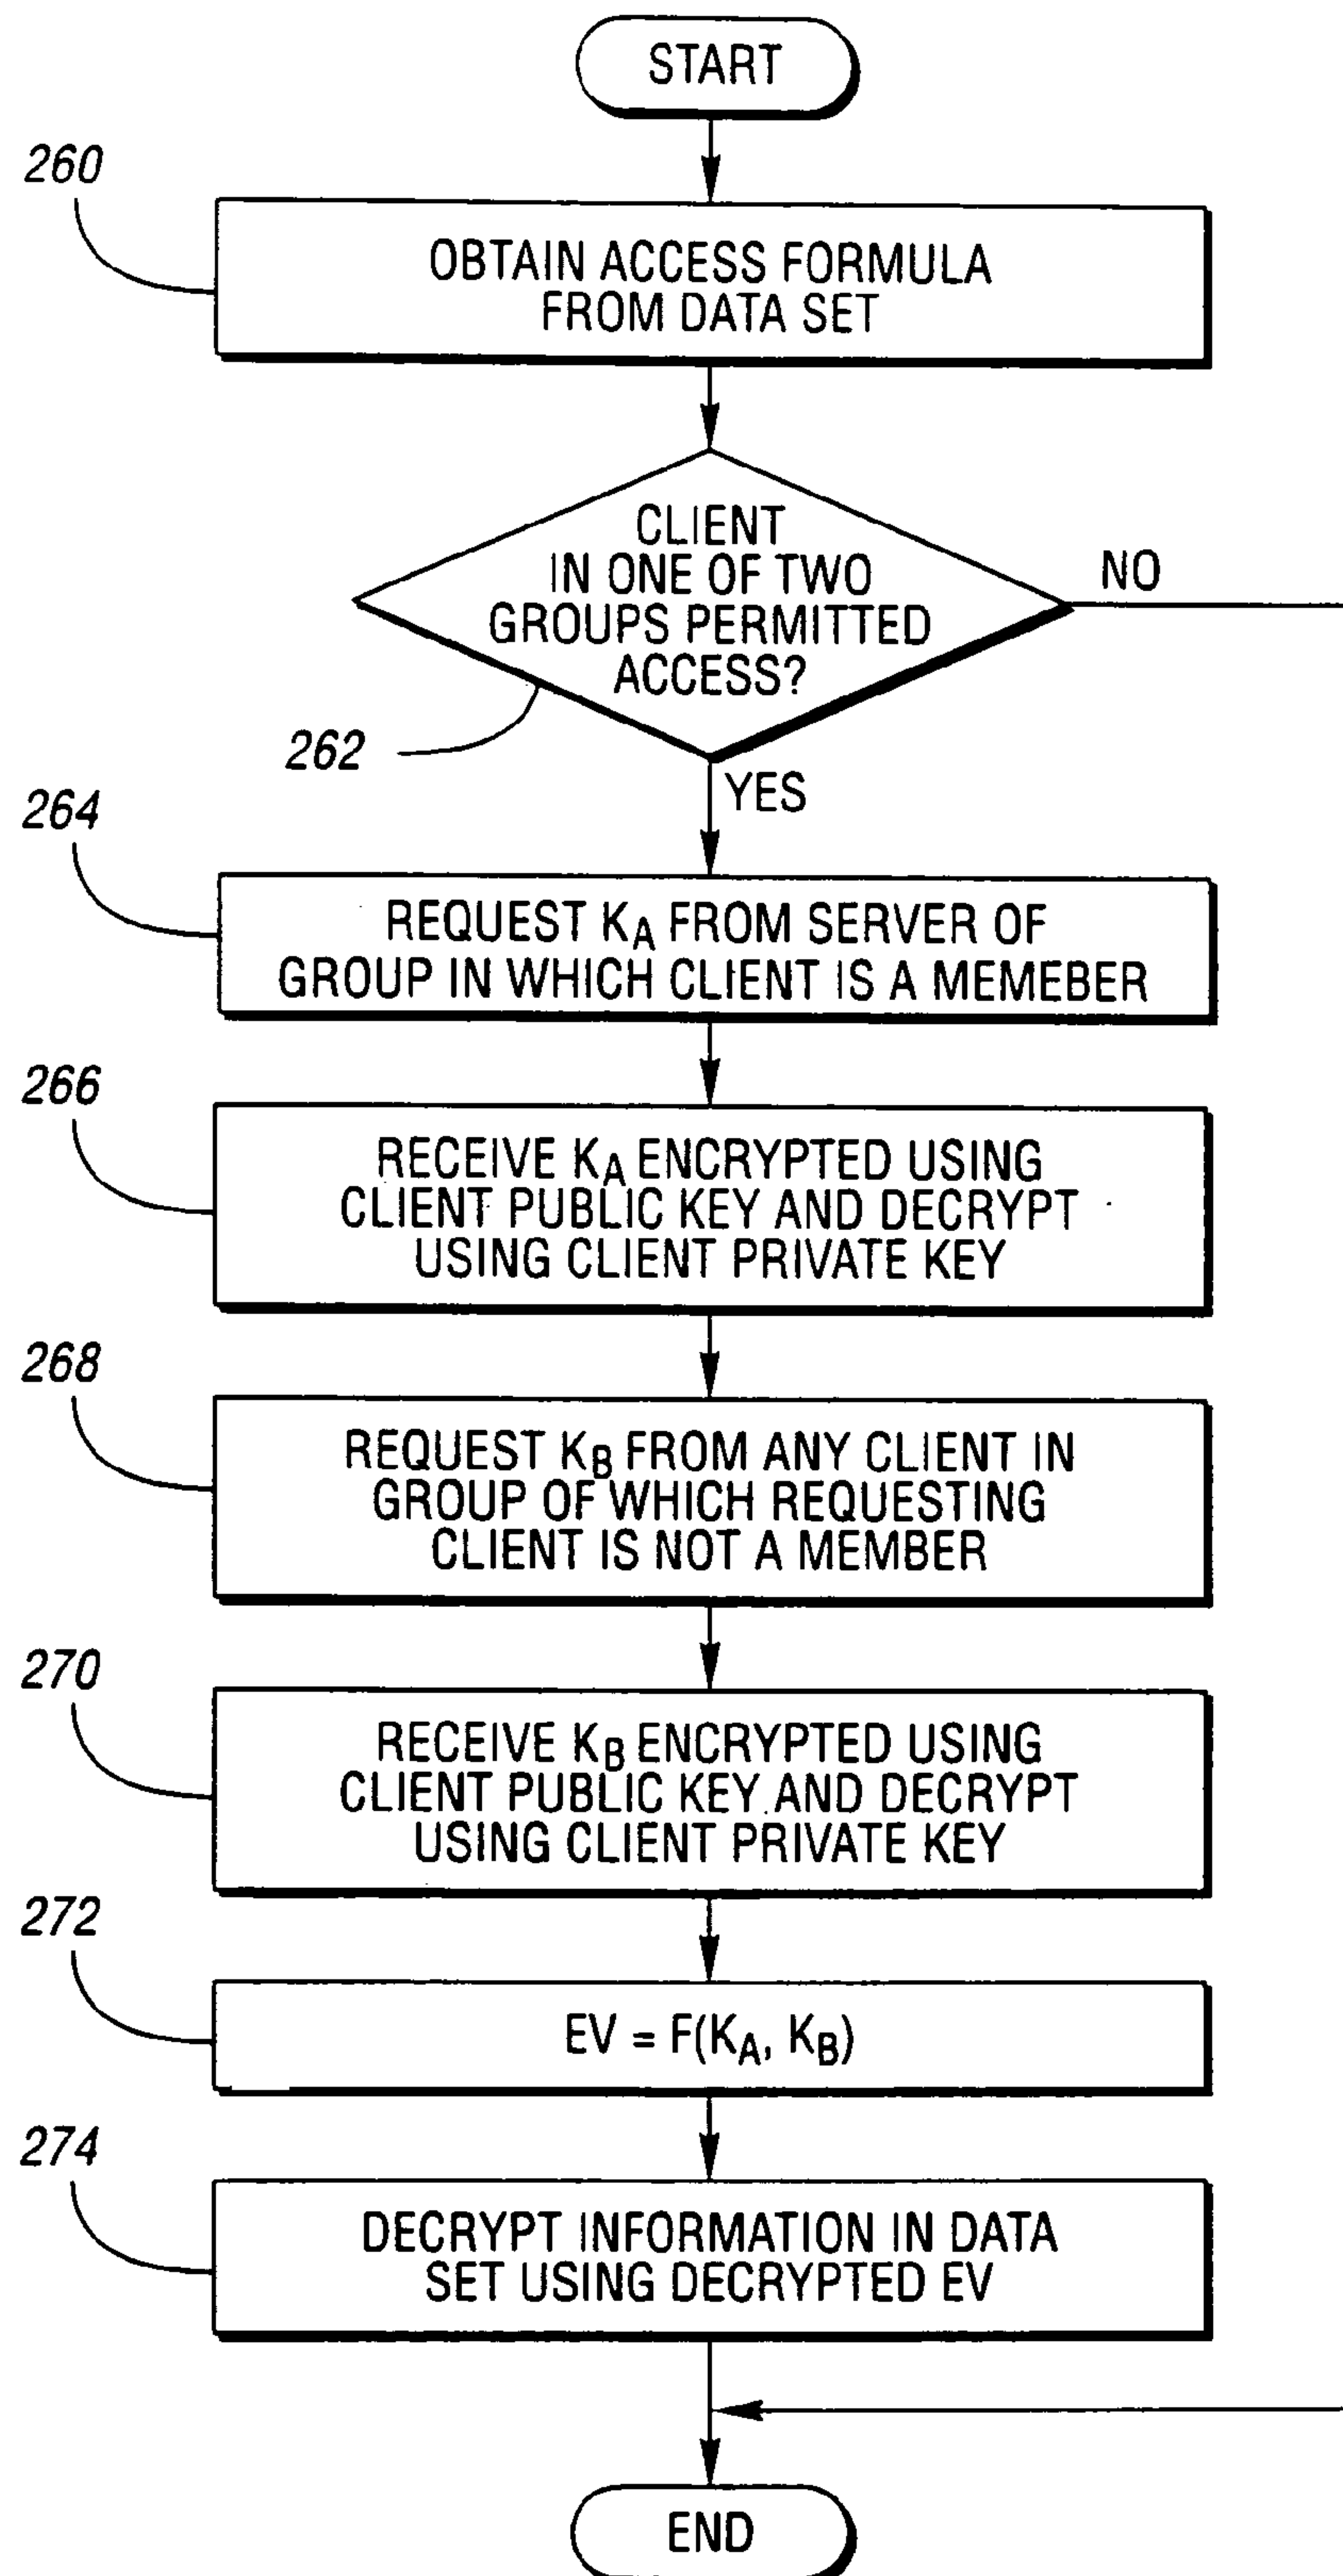 START
260
OBTAIN ACCESS FORMULA
FROM DATA SET
CLIENT
IN ONE OF TWO
GROUPS PERMITTED
ACCESS?
NO
262
YES
264
REQUEST KA FROM SERVER OF
GROUP IN WHICH CLIENT IS A MEMEBER
266
RECEIVE KA ENCRYPTED USING
CLIENT PUBLIC KEY AND DECRYPT
USING CLIENT PRIVATE KEY
268
REQUEST KB FROM ANY CLIENT IN
GROUP OF WHICH REQUESTING
CLIENT IS NOT A MEMBER
270
RECEIVE KB ENCRYPTED USING
CLIENT PUBLIC KEY AND DECRYPT
USING CLIENT PRIVATE KEY
272
EV = F(KA, KB)
274
DECRYPT INFORMATION IN DATA
SET USING DECRYPTED EV
END